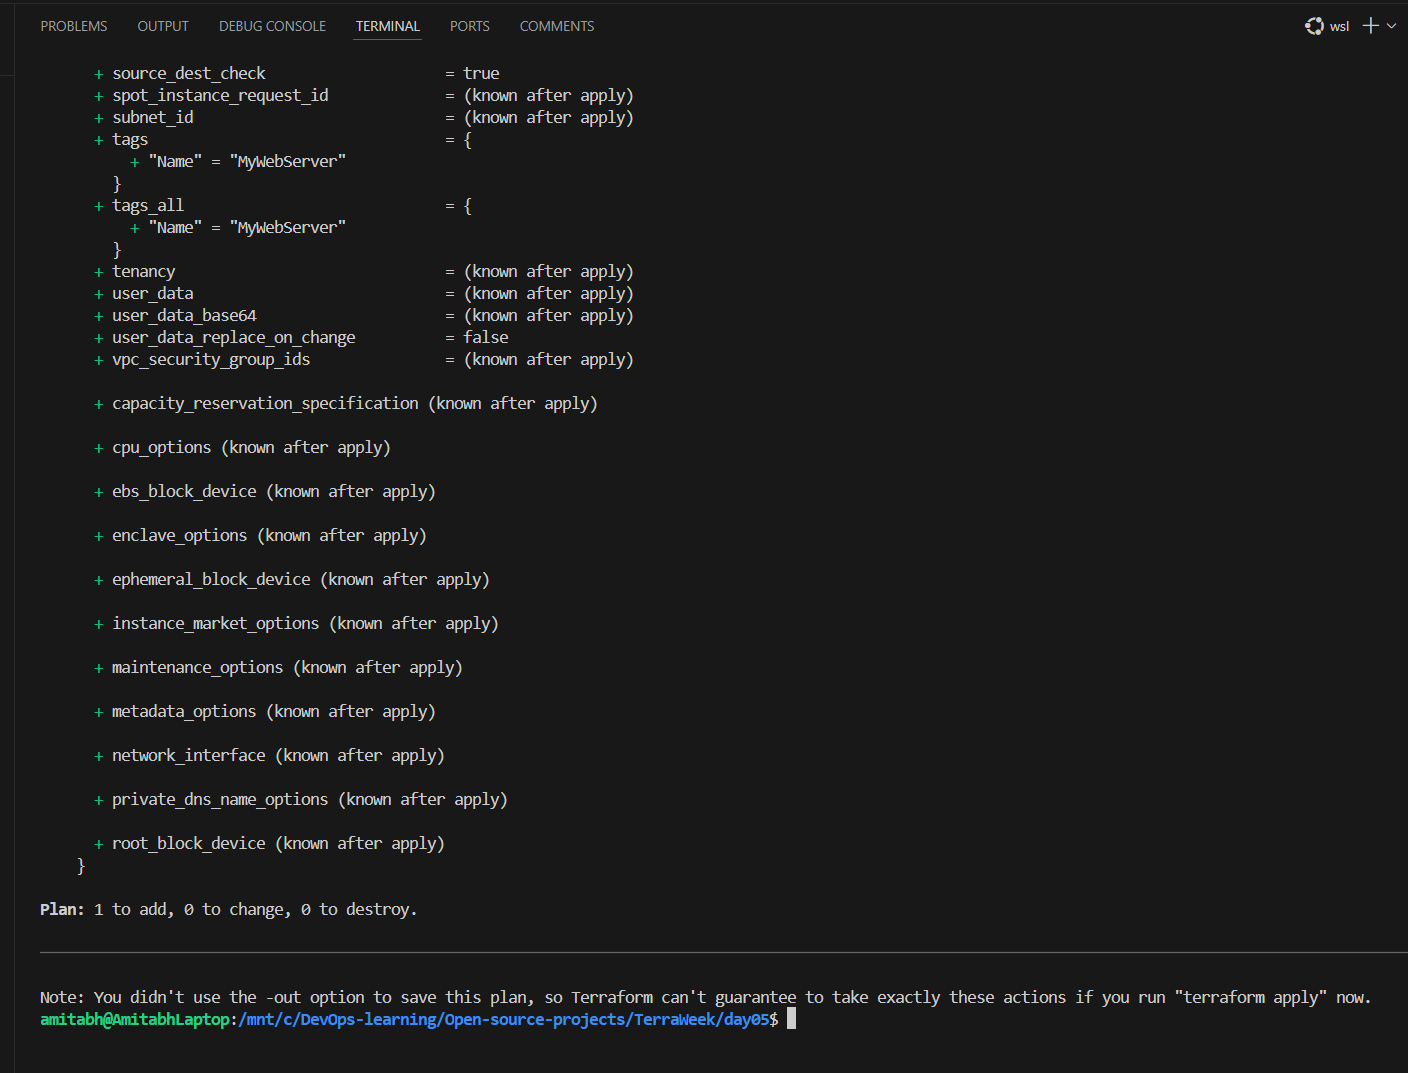 PROBLEMS OUTPUT DEBUG CONSOLE TERMINAL PORTS COMMENTS wsl
+ source_dest_check = true
+ spot_instance_request_id = (known after apply)
+ subnet_id = (known after apply)
+ tags = {
+ "Name" = "MyWebServer"
}
+ tags_all = {
+ "Name" = "MyWebServer"
}
+ tenancy = (known after apply)
+ user_data = (known after apply)
+ user_data_base64 = (known after apply)
+ user_data_replace_on_change = false
+ vpc_security_group_ids = (known after apply)
+ capacity_reservation_specification (known after apply)
+ cpu_options (known after apply)
+ ebs_block_device (known after apply)
+ enclave_options (known after apply)
+ ephemeral_block_device (known after apply)
+ instance_market_options (known after apply)
+ maintenance_options (known after apply)
+ metadata_options (known after apply)
+ network_interface (known after apply)
+ private_dns_name_options (known after apply)
+ root_block_device (known after apply)
}
Plan: 1 to add, 0 to change, 0 to destroy.
Note: You didn't use the -out option to save this plan, so Terraform can't guarantee to take exactly these actions if you run "terraform apply" now.
amitabh@AmitabhLaptop:/mnt/c/DevOps-learning/Open-source-projects/TerraWeek/day05$